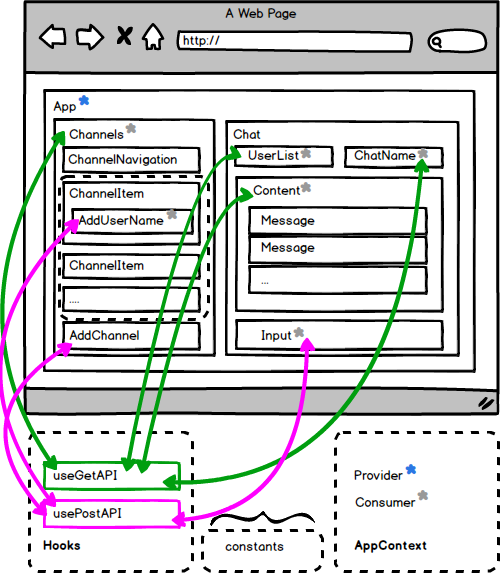 A Web Page
http://
App
Channels
ChannelNavigation
ChannelItem
AddUserName
ChannelItem
....
AddChannel
Chat
UserList
ChatName
Content
Message
Message
...
Input
useGetAPI
usePostAPI
Hooks
constants
Provider
Consumer
AppContext